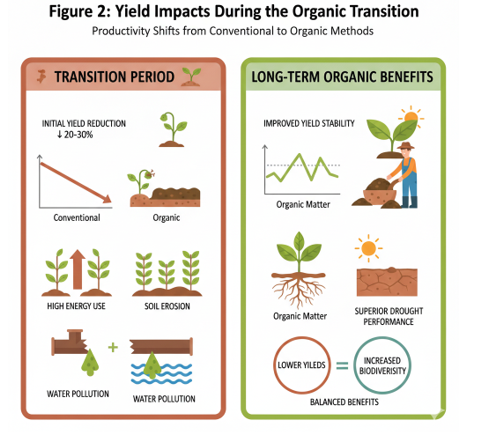 Figure 2: Yield Impacts During the Organic Transition
Productivity Shifts from Conventional to Organic Methods
TRANSITION PERIOD
INITIAL YIELD REDUCTION
↓ 20-30%
Conventional
Organic
HIGH ENERGY USE
SOIL EROSION
+
WATER POLLUTION
WATER POLLUTION
LONG-TERM ORGANIC BENEFITS
IMPROVED YIELD STABILITY
Organic Matter
Organic Matter
SUPERIOR DROUGHT
PERFORMANCE
LOWER YILEDS
=
INCREASED
BIODIVERISITY
BALANCED BENEFITS